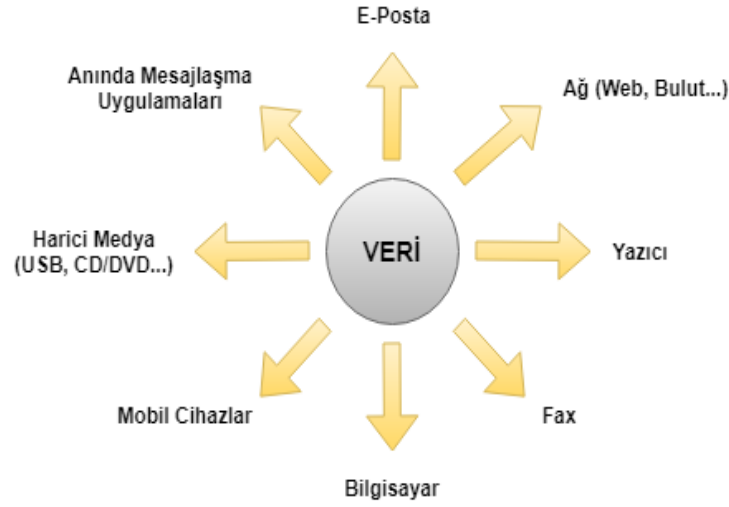 E-Posta
Anında Mesajlaşma
Uygulamaları
Ağ (Web, Bulut...)
Harici Medya
(USB, CD/DVD...)
VERİ
Yazıcı
Mobil Cihazlar
Fax
Bilgisayar